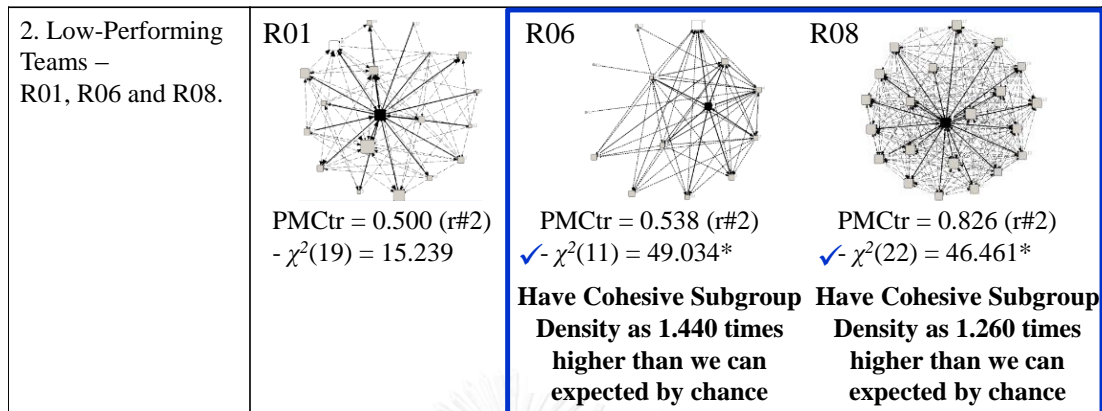 2. Low-Performing
Teams –
R01, R06 and R08.
R01
PMCtr = 0.500 (r#2)
- χ²(19) = 15.239
R06
PMCtr = 0.538 (r#2)
✓- χ²(11) = 49.034*
Have Cohesive Subgroup
Density as 1.440 times
higher than we can
expected by chance
R08
PMCtr = 0.826 (r#2)
✓- χ²(22) = 46.461*
Have Cohesive Subgroup
Density as 1.260 times
higher than we can
expected by chance